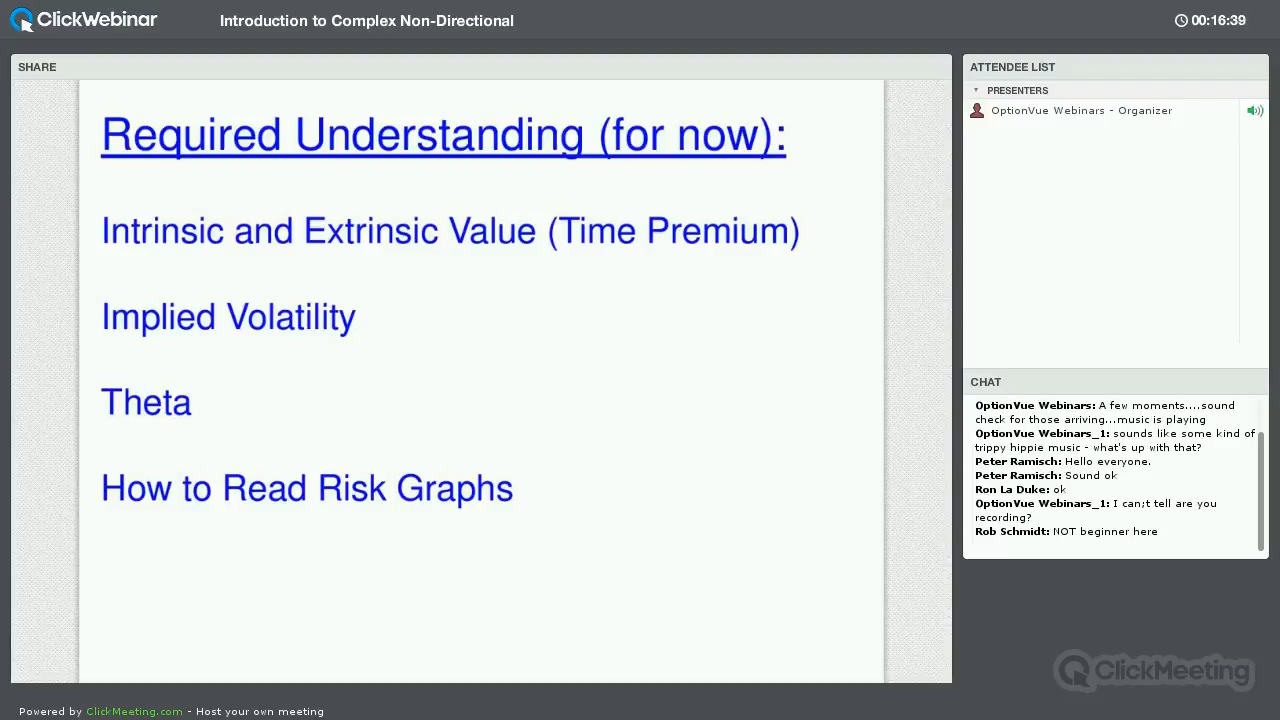 ClickWebinar
Introduction to Complex Non-Directional
00:16:39
SHARE
Required Understanding (for now):
Intrinsic and Extrinsic Value (Time Premium)
Implied Volatility
Theta
How to Read Risk Graphs
ATTENDEE LIST
PRESENTERS
OptionVue Webinars - Organizer
CHAT
OptionVue Webinars: A few moments....sound
check for those arriving...music is playing
OptionVue Webinars_1: sounds like some kind of
trippy hippie music - what's up with that?
Peter Ramisch: Hello everyone.
Peter Ramisch: Sound ok
Ron La Duke: ok
OptionVue Webinars_1: I can;t tell are you
recording?
Rob Schmidt: NOT beginner here
ClickMeeting
Powered by ClickMeeting.com - Host your own meeting